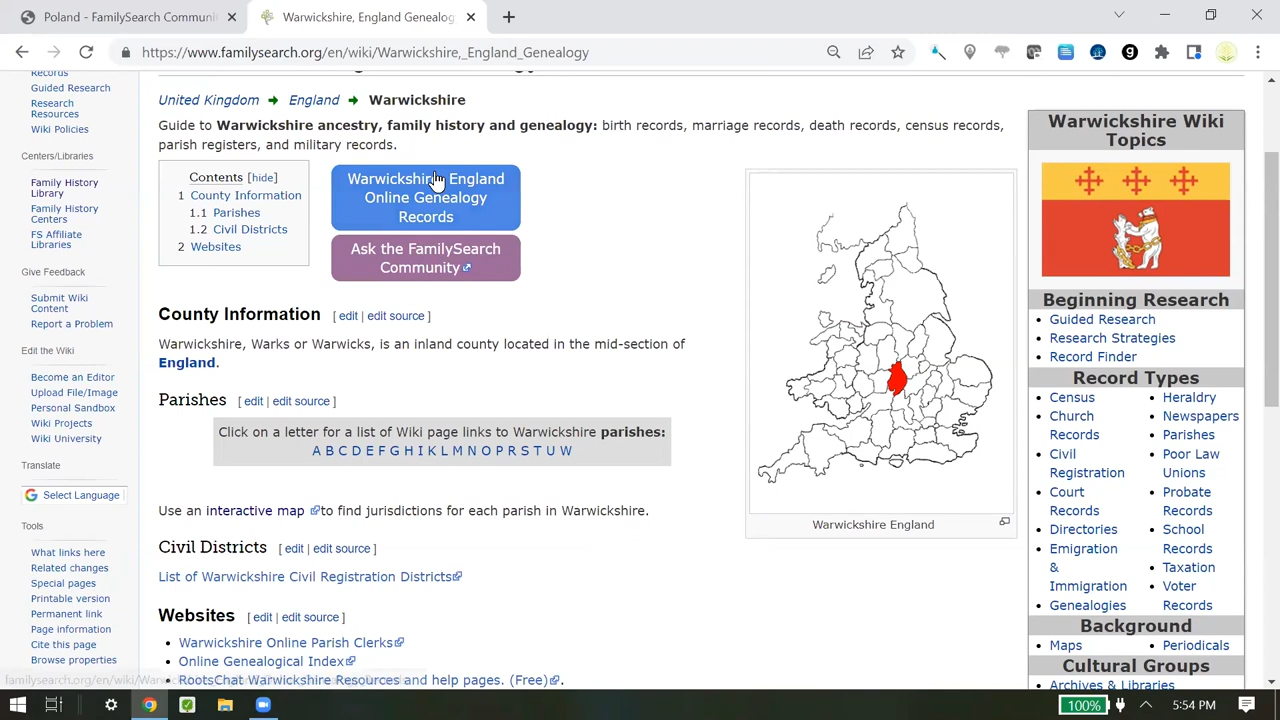 Poland - FamilySearch Communi
Warwickshire, England Genealog
https://www.familysearch.org/en/wiki/Warwickshire,_England_Genealogy
Records
Guided Research
Research
Resources
Wiki Policies
Centers/Libraries
Family History
Library
Family History
Centers
FS Affiliate
Libraries
Give Feedback
Submit Wiki
Content
Report a Problem
Edit the Wiki
Become an Editor
Upload File/Image
Personal Sandbox
Wiki Projects
Wiki University
Translate
Select Language
Tools
What links here
Related changes
Special pages
Printable version
Permanent link
Page information
Cite this page
Browse properties
United Kingdom England Warwickshire
Guide to Warwickshire ancestry, family history and genealogy: birth records, marriage records, death records, census records,
parish registers, and military records.
Contents [hide]
1 County Information
1.1 Parishes
1.2 Civil Districts
2 Websites
Warwickshire England
Online Genealogy
Records
Ask the FamilySearch
Community
County Information [ edit | edit source ]
Warwickshire, Warks or Warwicks, is an inland county located in the mid-section of
England.
Parishes [ edit | edit source ]
Click on a letter for a list of Wiki page links to Warwickshire parishes:
A B C D E F G H I K L M N O P R S T U W
Use an interactive map to find jurisdictions for each parish in Warwickshire.
Civil Districts [ edit | edit source ]
List of Warwickshire Civil Registration Districts
Websites [ edit | edit source ]
Warwickshire Online Parish Clerks
Online Genealogical Index
RootsChat Warwickshire Resources and help pages. (Free) .
Warwickshire England
Warwickshire Wiki
Topics
Beginning Research
Guided Research
Research Strategies
Record Finder
Record Types
Census
Church
Records
Civil
Registration
Court
Records
Directories
Emigration
&
Immigration
Genealogies
Heraldry
Newspapers
Parishes
Poor Law
Unions
Probate
Records
School
Records
Taxation
Voter
Records
Background
Maps
Periodicals
Cultural Groups
Archives & Libraries
100%
5:54 PM